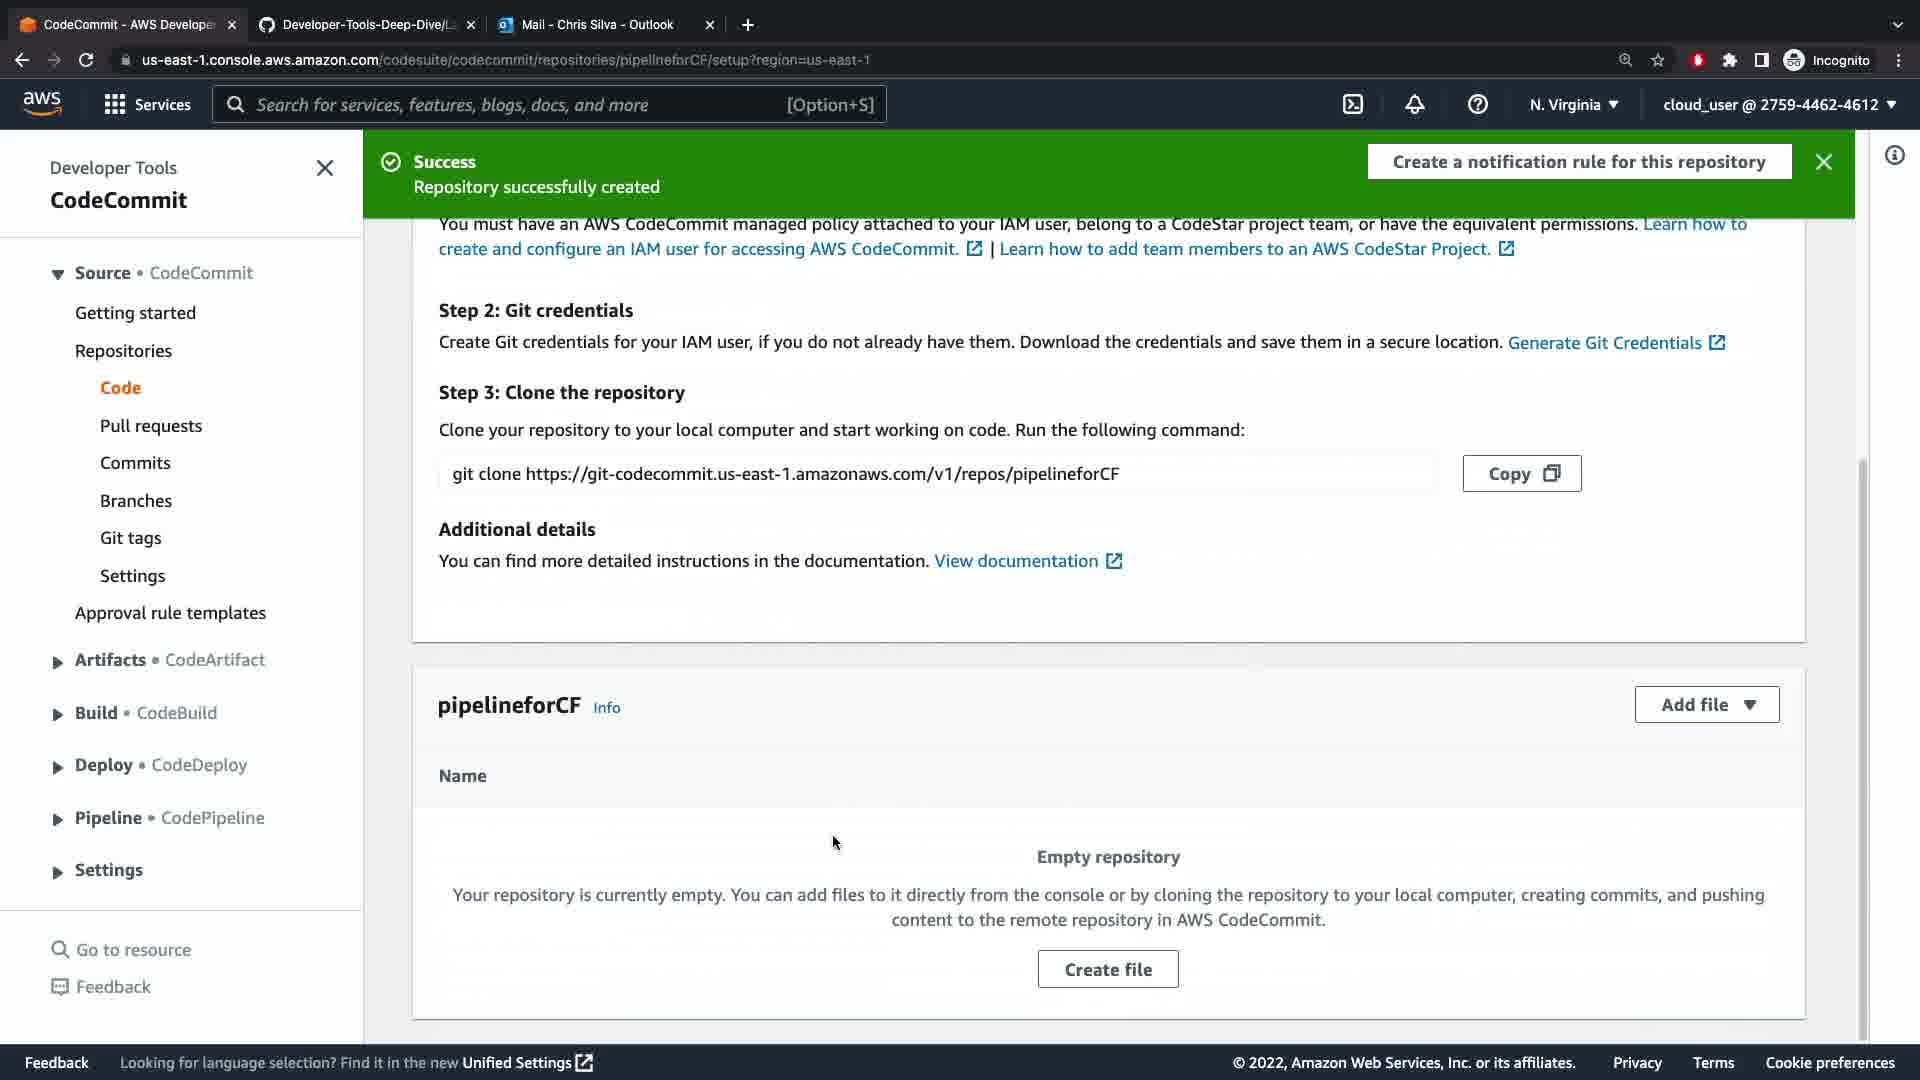 CodeCommit - AWS Developer
Developer-Tools-Deep-Dive/L
Mail - Chris Silva - Outlook
us-east-1.console.aws.amazon.com/codesuite/codecommit/repositories/pipelineforCF/setup?region=us-east-1
Incognito
aws
Services
Search for services, features, blogs, docs, and more
[Option+S]
N. Virginia
cloud_user @ 2759-4462-4612
Developer Tools
CodeCommit
Source • CodeCommit
Getting started
Repositories
Code
Pull requests
Commits
Branches
Git tags
Settings
Approval rule templates
Artifacts • CodeArtifact
Build • CodeBuild
Deploy • CodeDeploy
Pipeline • CodePipeline
Settings
Go to resource
Feedback
Success
Repository successfully created
Create a notification rule for this repository
You must have an AWS CodeCommit managed policy attached to your IAM user, belong to a CodeStar project team, or have the equivalent permissions. Learn how to
create and configure an IAM user for accessing AWS CodeCommit. | Learn how to add team members to an AWS CodeStar Project.
Step 2: Git credentials
Create Git credentials for your IAM user, if you do not already have them. Download the credentials and save them in a secure location. Generate Git Credentials
Step 3: Clone the repository
Clone your repository to your local computer and start working on code. Run the following command:
git clone https://git-codecommit.us-east-1.amazonaws.com/v1/repos/pipelineforCF
Copy
Additional details
You can find more detailed instructions in the documentation. View documentation
pipelineforCF Info
Add file
Name
Empty repository
Your repository is currently empty. You can add files to it directly from the console or by cloning the repository to your local computer, creating commits, and pushing
content to the remote repository in AWS CodeCommit.
Create file
Feedback
Looking for language selection? Find it in the new Unified Settings
© 2022, Amazon Web Services, Inc. or its affiliates.
Privacy
Terms
Cookie preferences